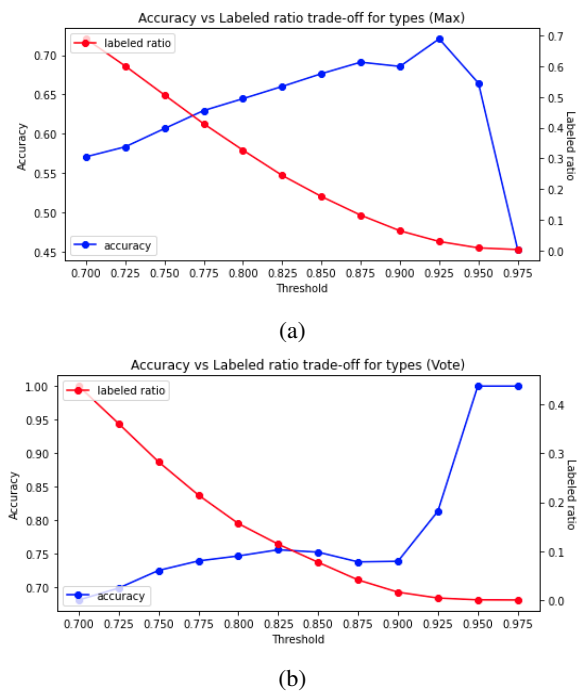 Accuracy vs Labeled ratio trade-off for types (Max)
labeled ratio
accuracy
0.70
0.65
0.60
0.55
0.50
0.45
Accuracy
0.7
0.6
0.5
0.4
0.3
0.2
0.1
0.0
Labeled ratio
0.700 0.725 0.750 0.775 0.800 0.825 0.850 0.875 0.900 0.925 0.950 0.975
Threshold
(a)
Accuracy vs Labeled ratio trade-off for types (Vote)
labeled ratio
accuracy
1.00
0.95
0.90
0.85
0.80
0.75
0.70
Accuracy
0.4
0.3
0.2
0.1
0.0
Labeled ratio
0.700 0.725 0.750 0.775 0.800 0.825 0.850 0.875 0.900 0.925 0.950 0.975
Threshold
(b)